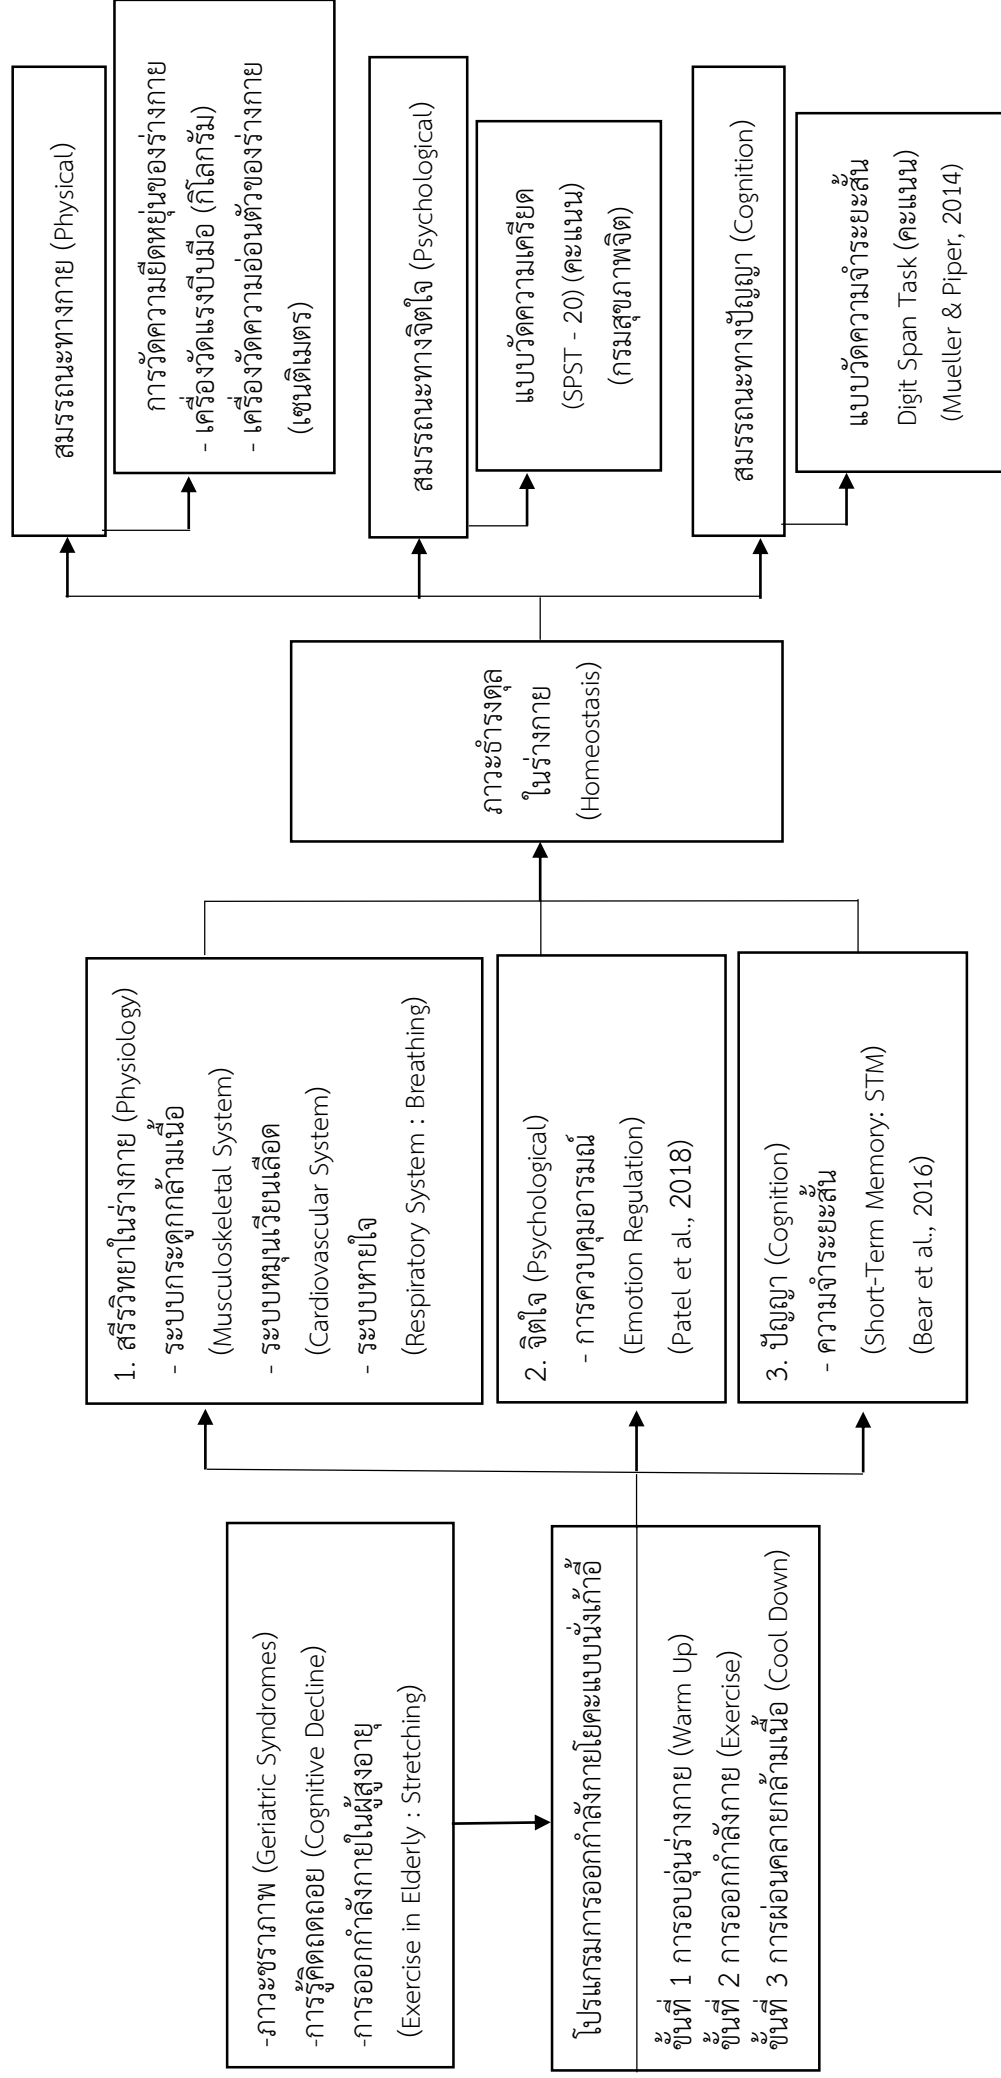 -ภาวะชราภาพ (Geriatric Syndromes)
-การรู้คิดถดถอย (Cognitive Decline)
-การออกกำลังกายในผู้สูงอายุ
(Exercise in Elderly : Stretching)
โปรแกรมการออกกำลังกายโยคะแบบนั่งเก้าอี้
ขั้นที่ 1 การอบอุ่นร่างกาย (Warm Up)
ขั้นที่ 2 การออกกำลังกาย (Exercise)
ขั้นที่ 3 การผ่อนคลายกล้ามเนื้อ (Cool Down)
1. สรีรวิทยาในร่างกาย (Physiology)
- ระบบกระดูกกล้ามเนื้อ
(Musculoskeletal System)
- ระบบหมุนเวียนเลือด
(Cardiovascular System)
- ระบบหายใจ
(Respiratory System : Breathing)
2. จิตใจ (Psychological)
- การควบคุมอารมณ์
(Emotion Regulation)
(Patel et al., 2018)
3. ปัญญา (Cognition)
- ความจำระยะสั้น
(Short-Term Memory: STM)
(Bear et al., 2016)
ภาวะธำรงดุล
ในร่างกาย
(Homeostasis)
สมรรถนะทางกาย (Physical)
การวัดความยืดหยุ่นของร่างกาย
- เครื่องวัดแรงบีบมือ (กิโลกรัม)
- เครื่องวัดความอ่อนตัวของร่างกาย
(เซนติเมตร)
สมรรถนะทางจิตใจ (Psychological)
แบบวัดความเครียด
(SPST - 20) (คะแนน)
(กรมสุขภาพจิต)
สมรรถนะทางปัญญา (Cognition)
แบบวัดความจำระยะสั้น
Digit Span Task (คะแนน)
(Mueller & Piper, 2014)